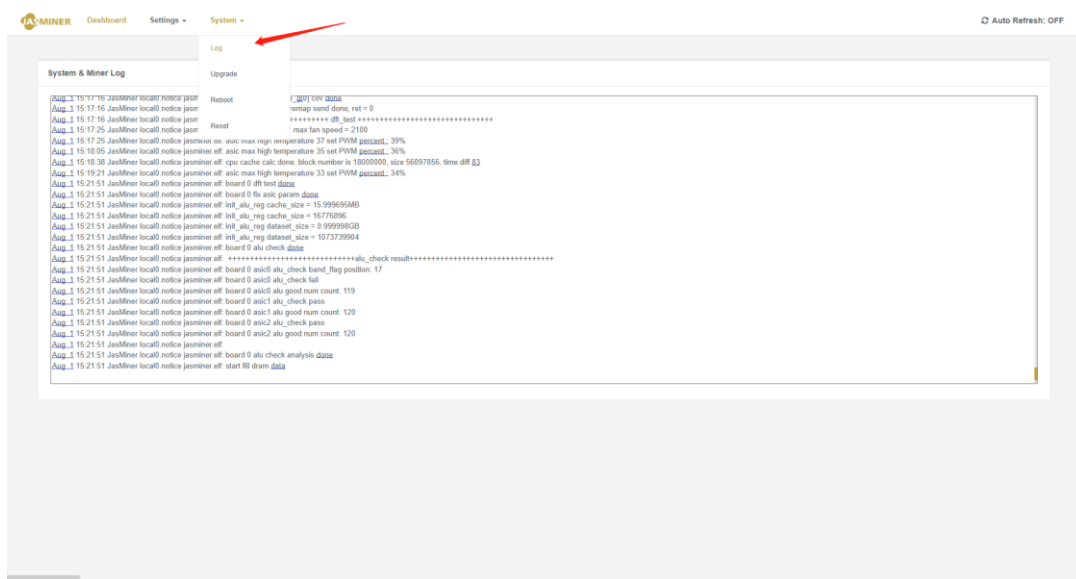 JASMINER Dashboard Settings System Auto Refresh: OFF
Log
Upgrade
Reboot
Reset
System & Miner Log
Aug 1 15:17:16 JasMiner local0.notice jasm g[0] csv done
Aug 1 15:17:16 JasMiner local0.notice jasm remap send done, ret = 0
Aug 1 15:17:16 JasMiner local0.notice jasm +++++++++ dft_test +++++++++++++++++++++++++++++++
Aug 1 15:17:25 JasMiner local0.notice jasm max fan speed = 2100
Aug 1 15:17:25 JasMiner local0.notice jasminer.elf: asic max high temperature 37 set PWM percent : 39%
Aug 1 15:18:05 JasMiner local0.notice jasminer.elf: asic max high temperature 35 set PWM percent : 36%
Aug 1 15:18:38 JasMiner local0.notice jasminer.elf: cpu cache calc done. block number is 18000000, size 56097856, time diff 83
Aug 1 15:19:21 JasMiner local0.notice jasminer.elf: asic max high temperature 33 set PWM percent : 34%
Aug 1 15:21:51 JasMiner local0.notice jasminer.elf: board 0 dft test done
Aug 1 15:21:51 JasMiner local0.notice jasminer.elf: board 0 fix asic param done
Aug 1 15:21:51 JasMiner local0.notice jasminer.elf: init_alu_reg cache_size = 15.999695MB
Aug 1 15:21:51 JasMiner local0.notice jasminer.elf: init_alu_reg cache_size = 16776896
Aug 1 15:21:51 JasMiner local0.notice jasminer.elf: init_alu_reg dataset_size = 0.999998GB
Aug 1 15:21:51 JasMiner local0.notice jasminer.elf: init_alu_reg dataset_size = 1073739904
Aug 1 15:21:51 JasMiner local0.notice jasminer.elf: board 0 alu check done
Aug 1 15:21:51 JasMiner local0.notice jasminer.elf: +++++++++++++++++++++++++++++alu_check result+++++++++++++++++++++++++++++++++
Aug 1 15:21:51 JasMiner local0.notice jasminer.elf: board 0 asic0 alu_check band_flag position: 17
Aug 1 15:21:51 JasMiner local0.notice jasminer.elf: board 0 asic0 alu_check fail
Aug 1 15:21:51 JasMiner local0.notice jasminer.elf: board 0 asic0 alu good num count: 119
Aug 1 15:21:51 JasMiner local0.notice jasminer.elf: board 0 asic1 alu_check pass
Aug 1 15:21:51 JasMiner local0.notice jasminer.elf: board 0 asic1 alu good num count: 120
Aug 1 15:21:51 JasMiner local0.notice jasminer.elf: board 0 asic2 alu_check pass
Aug 1 15:21:51 JasMiner local0.notice jasminer.elf: board 0 asic2 alu good num count: 120
Aug 1 15:21:51 JasMiner local0.notice jasminer.elf:
Aug 1 15:21:51 JasMiner local0.notice jasminer.elf: board 0 alu check analysis done
Aug 1 15:21:51 JasMiner local0.notice jasminer.elf: start fill dram data